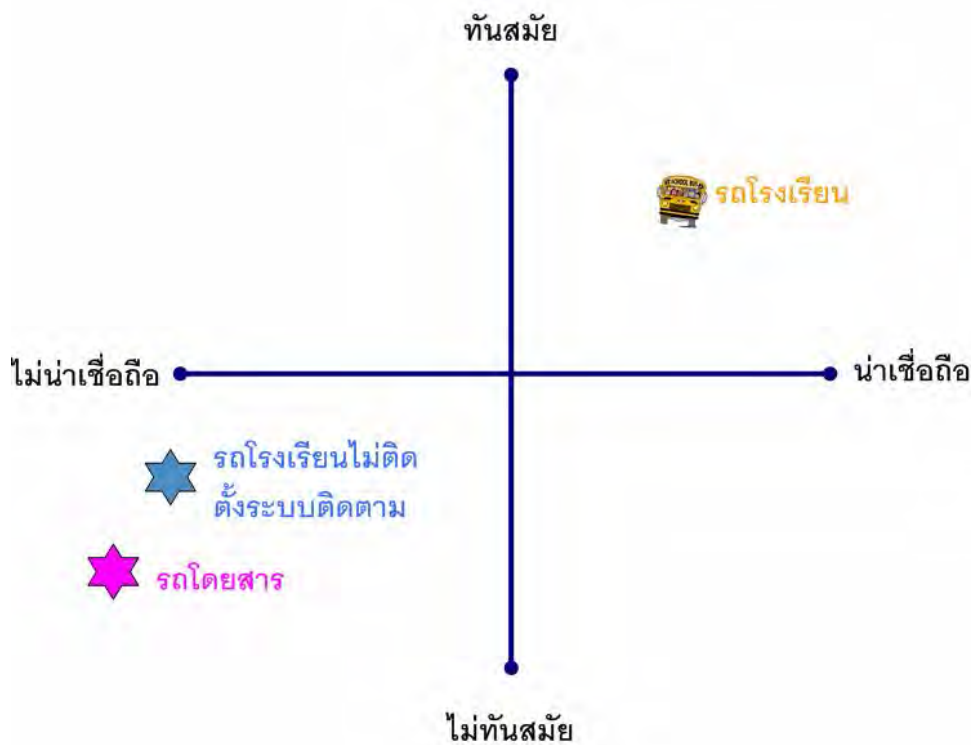 ทันสมัย
รถโรงเรียน
ไม่น่าเชื่อถือ
น่าเชื่อถือ
รถโรงเรียนไม่ติด
ตั้งระบบติดตาม
รถโดยสาร
ไม่ทันสมัย